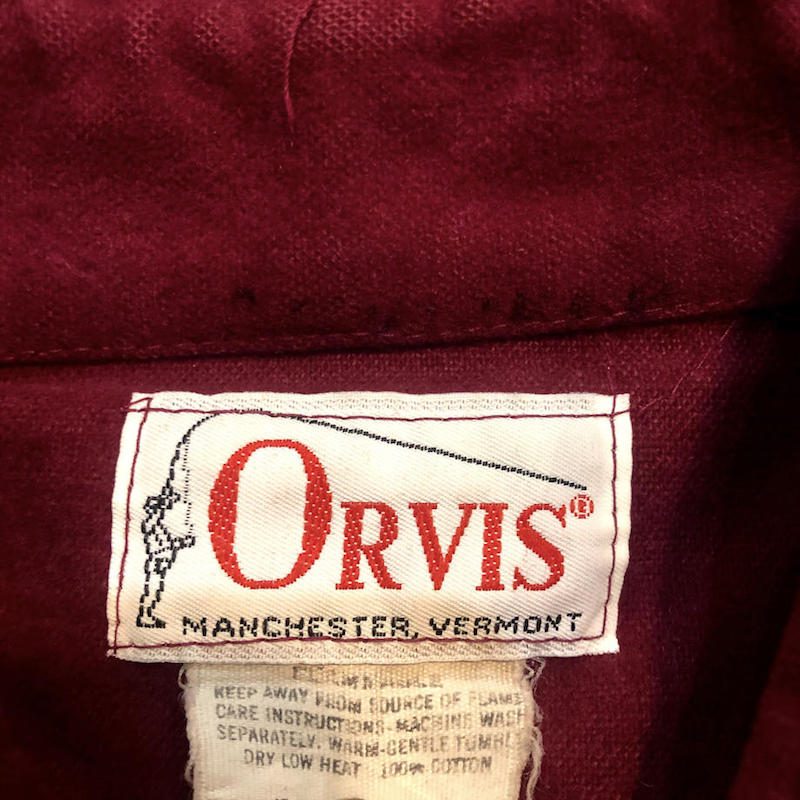 ORVIS®
MANCHESTER, VERMONT
FLAMMABLE
KEEP AWAY FROM SOURCE OF FLAME
CARE INSTRUCTIONS-MACHINE WASH
SEPARATELY. WARM-GENTLE TUMBLE
DRY LOW HEAT 100% COTTON